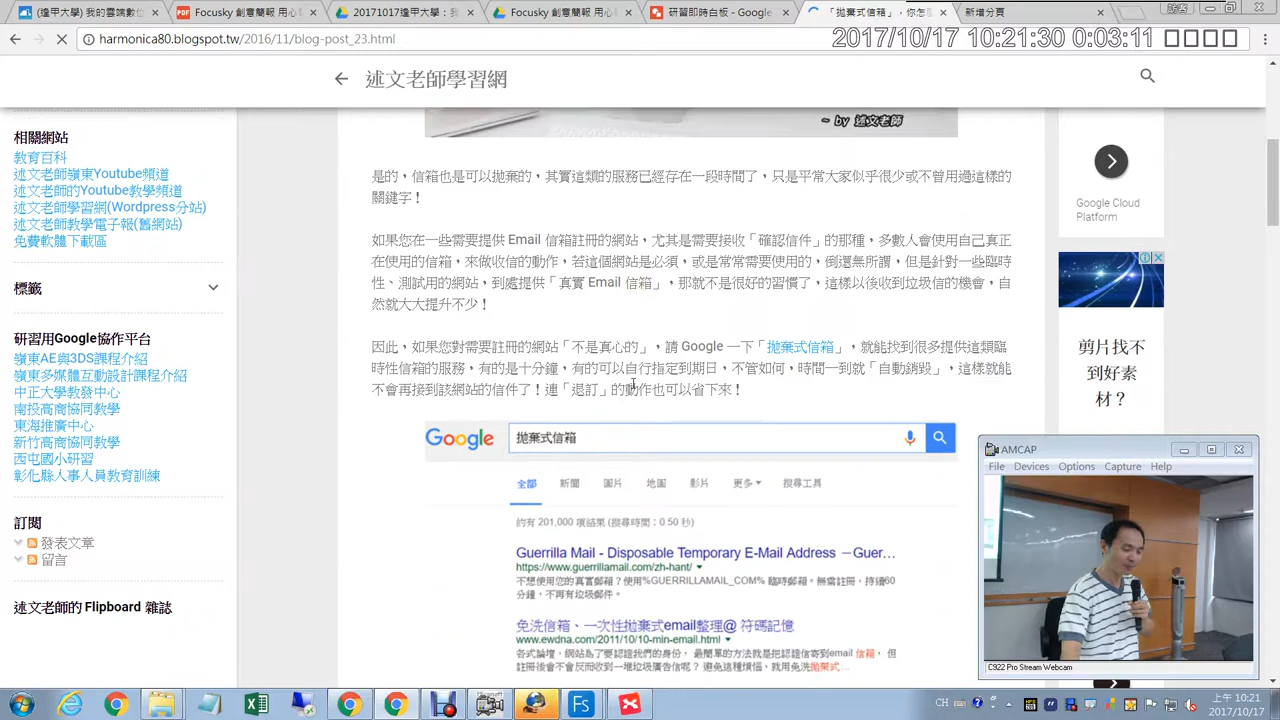 (逢甲大學) 我的雲端數位
Focusky 創意簡報 用心
20171017逢甲大學:我
Focusky 創意簡報 用心
研習即時白板 - Google
「拋棄式信箱」,你怎
新增分頁
訪客
harmonica80.blogspot.tw/2016/11/blog-post_23.html
2017/10/17 10:21:30 0:03:11
述文老師學習網
~ by 述文老師
相關網站
教育百科
述文老師嶺東Youtube頻道
述文老師的Youtube教學頻道
述文老師學習網(Wordpress分站)
述文老師教學電子報(舊網站)
免費軟體下載區
標籤
研習用Google協作平台
嶺東AE與3DS課程介紹
嶺東多媒體互動設計課程介紹
中正大學教發中心
南投高商協同教學
東海推廣中心
新竹高商協同教學
西屯國小研習
彰化縣人事人員教育訓練
訂閱
發表文章
留言
述文老師的 Flipboard 雜誌
是的,信箱也是可以拋棄的,其實這類的服務已經存在一段時間了,只是平常大家似乎很少或不曾用過這樣的
關鍵字!
如果您在一些需要提供 Email 信箱註冊的網站,尤其是需要接收「確認信件」的那種,多數人會使用自己真正
在使用的信箱,來做收信的動作,若這個網站是必須,或是常常需要使用的,倒還無所謂,但是針對一些臨時
性、測試用的網站,到處提供「真實 Email 信箱」,那就不是很好的習慣了,這樣以後收到垃圾信的機會,自
然就大大提升不少!
因此,如果您對需要註冊的網站「不是真心的」,請 Google 一下「拋棄式信箱」,就能找到很多提供這類臨
時性信箱的服務,有的是十分鐘,有的可以自行指定到期日,不管如何,時間一到就「自動銷毀」,這樣就能
不會再接到該網站的信件了!連「退訂」的動作也可以省下來!
Google
拋棄式信箱
全部 新聞 圖片 地圖 影片 更多 搜尋工具
約有 201,000 項結果 (搜尋時間:0.50 秒)
Guerrilla Mail - Disposable Temporary E-Mail Address －Guer...
https://www.guerrillamail.com/zh-hant/
不想使用您的真實郵箱?使用%GUERRILLAMAIL_COM% 臨時郵箱。無需註冊,持續60
分鐘,不再有垃圾郵件。
免洗信箱、一次性拋棄式email整理@ 符碼記憶
www.ewdna.com/2011/10/10-min-email.html
各式論壇,網站為了要認證我們的身份, 最簡單的方法就是把認證信寄到email 信箱, 但
註冊後會不會反而收到一堆垃圾廣告信呢? 避免這種煩惱,就用免洗拋棄式...
Google Cloud
Platform
剪片找不
到好素
材？
AMCAP
File Devices Options Capture Help
C922 Pro Stream Webcam
CH
上午 10:21
2017/10/17